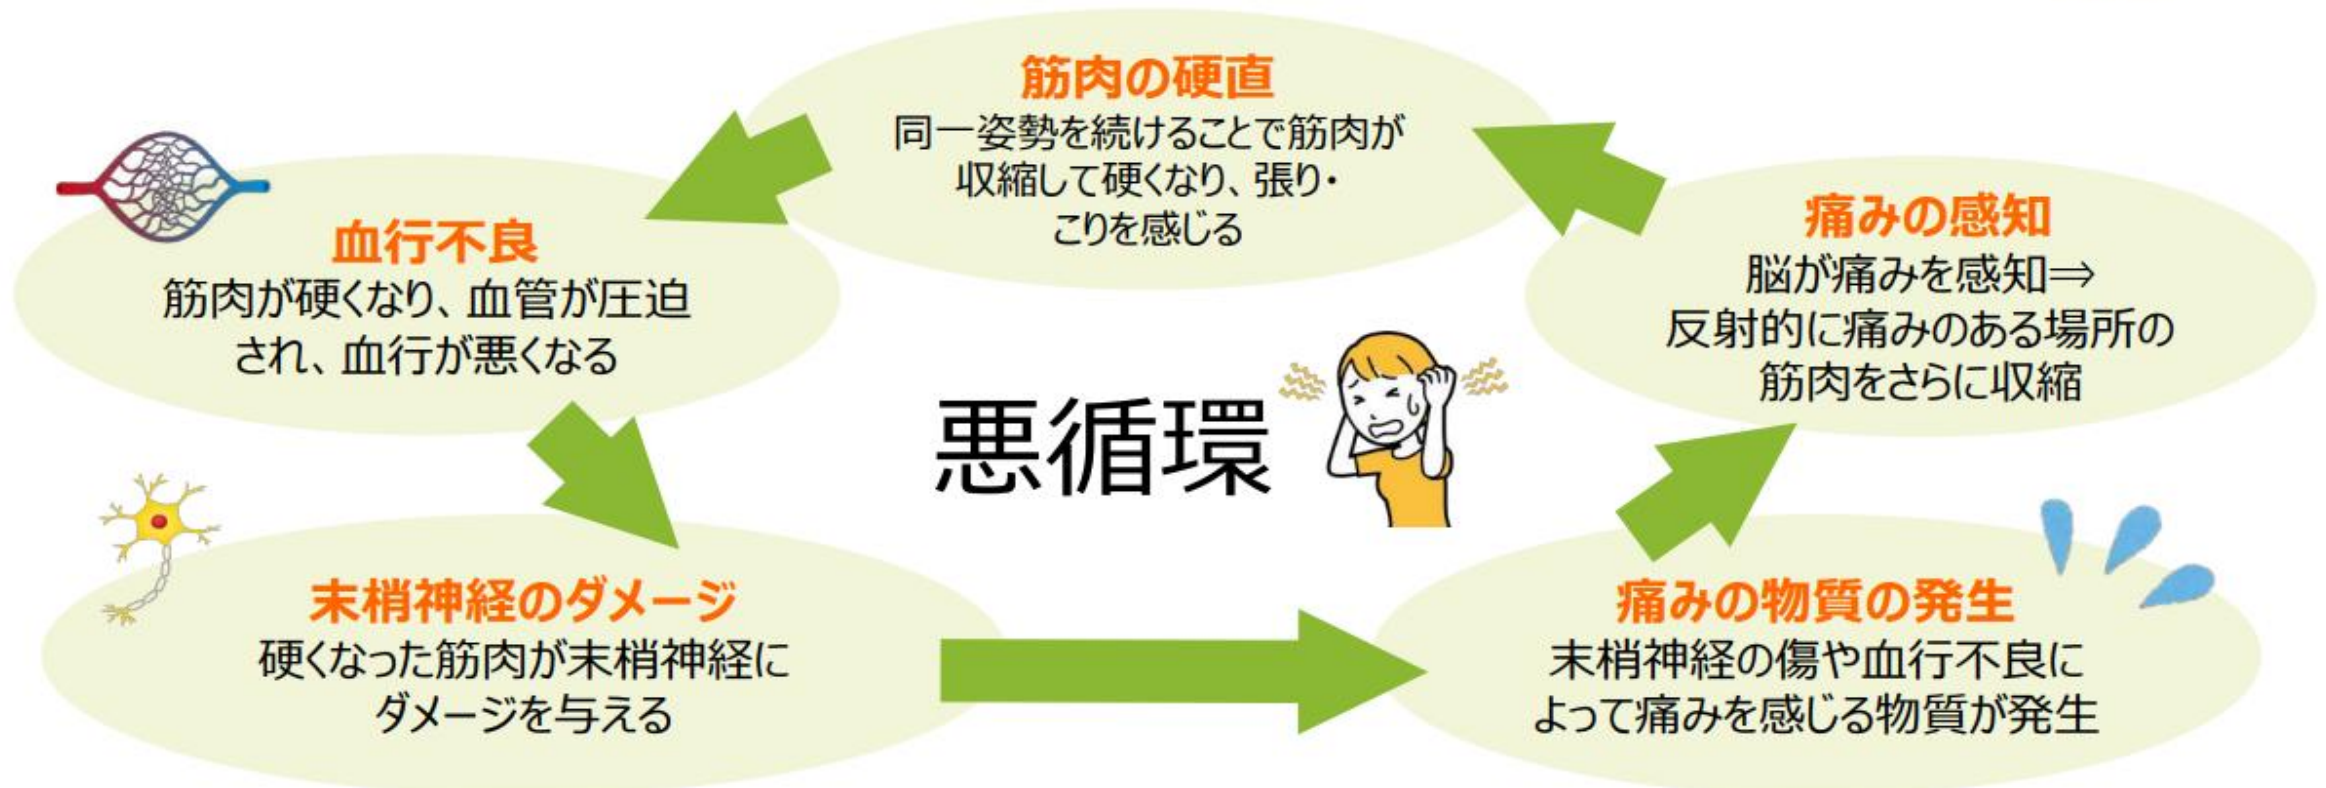 筋肉の硬直
同一姿勢を続けることで筋肉が
収縮して硬くなり、張り・
こりを感じる
血行不良
筋肉が硬くなり、血管が圧迫
され、血行が悪くなる
末梢神経のダメージ
硬くなった筋肉が末梢神経に
ダメージを与える
痛みの物質の発生
末梢神経の傷や血行不良に
よって痛みを感じる物質が発生
痛みの感知
脳が痛みを感知⇒
反射的に痛みのある場所の
筋肉をさらに収縮
悪循環